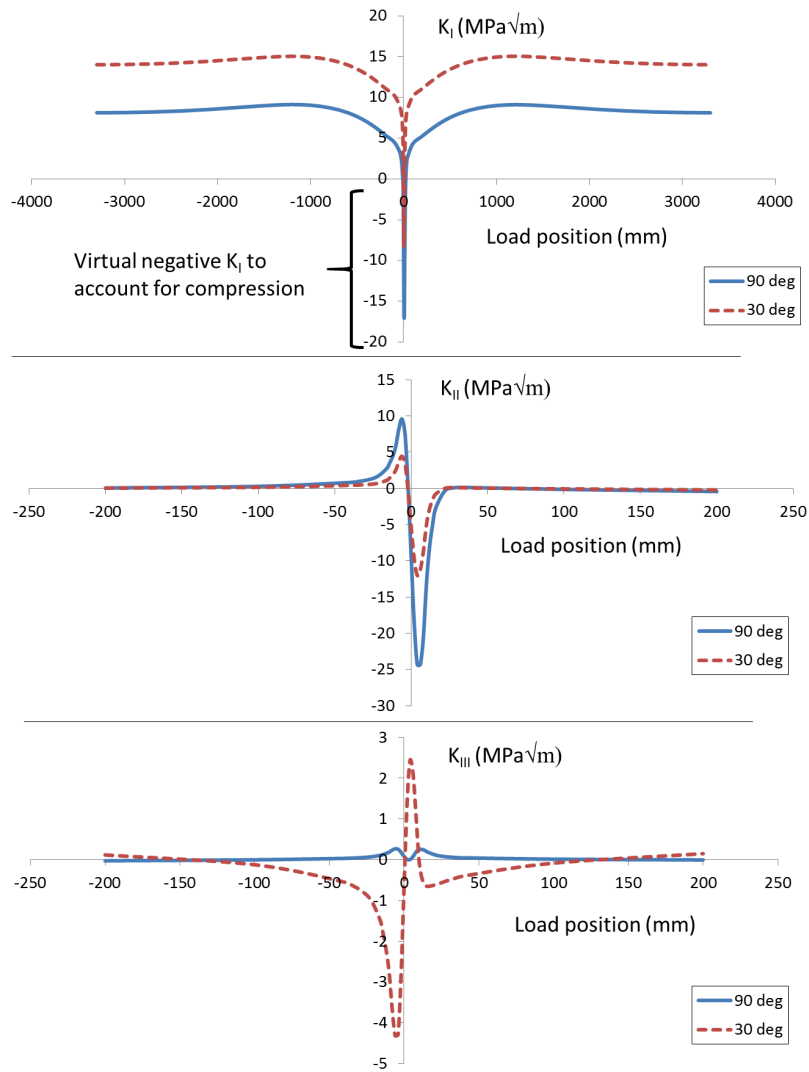 K_I (MPa√m)
20
15
10
5
0
-5
-10
-15
-20
-4000 -3000 -2000 -1000 0 1000 2000 3000 4000
Load position (mm)
Virtual negative K_I to
account for compression
90 deg
30 deg
K_II (MPa√m)
15
10
5
0
-5
-10
-15
-20
-25
-30
-250 -200 -150 -100 -50 0 50 100 150 200 250
Load position (mm)
90 deg
30 deg
K_III (MPa√m)
3
2
1
0
-1
-2
-3
-4
-5
-250 -200 -150 -100 -50 0 50 100 150 200 250
Load position (mm)
90 deg
30 deg